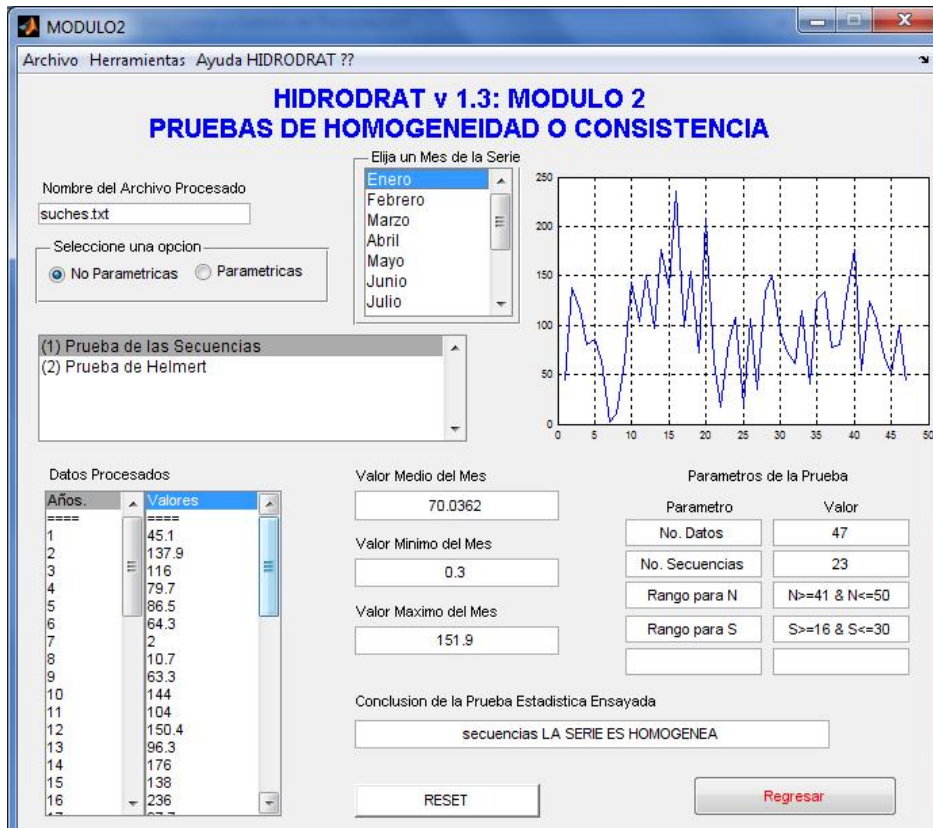 MODULO2
Archivo Herramientas Ayuda HIDRODRAT ??
HIDRODRAT v 1.3: MODULO 2
PRUEBAS DE HOMOGENEIDAD O CONSISTENCIA
Nombre del Archivo Procesado
suches.txt
Seleccione una opcion
No Parametricas Parametricas
Elija un Mes de la Serie
Enero
Febrero
Marzo
Abril
Mayo
Junio
Julio
250
200
150
100
50
0
0 5 10 15 20 25 30 35 40 45 50
(1) Prueba de las Secuencias
(2) Prueba de Helmert
Datos Procesados
Años. Valores
==== ====
1 45.1
2 137.9
3 116
4 79.7
5 86.5
6 64.3
7 2
8 10.7
9 63.3
10 144
11 104
12 150.4
13 96.3
14 176
15 138
16 236
Valor Medio del Mes
70.0362
Valor Minimo del Mes
0.3
Valor Maximo del Mes
151.9
Parametros de la Prueba
Parametro Valor
No. Datos 47
No. Secuencias 23
Rango para N N>=41 & N<=50
Rango para S S>=16 & S<=30
Conclusion de la Prueba Estadistica Ensayada
secuencias LA SERIE ES HOMOGENEA
RESET
Regresar